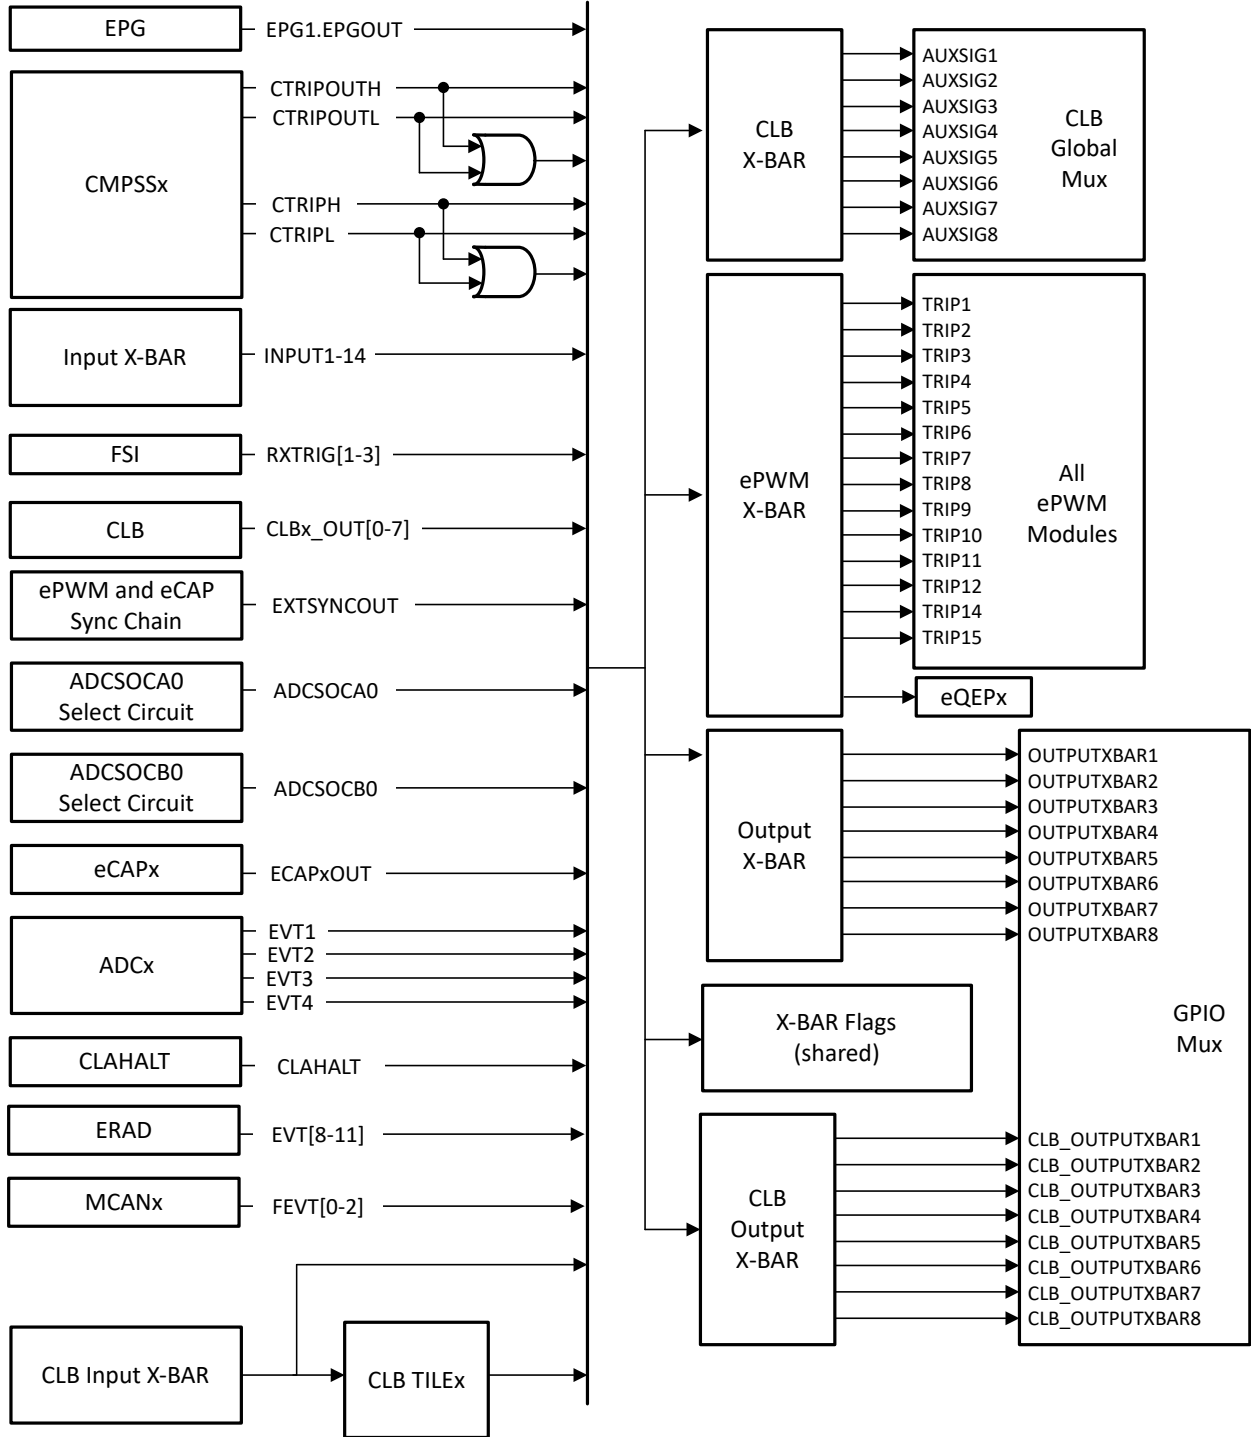 EPG
EPG1.EPGOUT
CMPSSx
CTRIPOUTH
CTRIPOUTL
CTRIPH
CTRIPL
Input X-BAR
INPUT1-14
FSI
RXTRIG[1-3]
CLB
CLBx_OUT[0-7]
ePWM and eCAP
Sync Chain
EXTSYNCOUT
ADCSOCA0
Select Circuit
ADCSOCA0
ADCSOCB0
Select Circuit
ADCSOCB0
eCAPx
ECAPxOUT
ADCx
EVT1
EVT2
EVT3
EVT4
CLAHALT
CLAHALT
ERAD
EVT[8-11]
MCANx
FEVT[0-2]
CLB Input X-BAR
CLB TILEx
CLB
X-BAR
AUXSIG1
AUXSIG2
AUXSIG3
AUXSIG4
AUXSIG5
AUXSIG6
AUXSIG7
AUXSIG8
CLB
Global
Mux
ePWM
X-BAR
TRIP1
TRIP2
TRIP3
TRIP4
TRIP5
TRIP6
TRIP7
TRIP8
TRIP9
TRIP10
TRIP11
TRIP12
TRIP14
TRIP15
All
ePWM
Modules
eQEPx
Output
X-BAR
OUTPUTXBAR1
OUTPUTXBAR2
OUTPUTXBAR3
OUTPUTXBAR4
OUTPUTXBAR5
OUTPUTXBAR6
OUTPUTXBAR7
OUTPUTXBAR8
X-BAR Flags
(shared)
GPIO
Mux
CLB
Output
X-BAR
CLB_OUTPUTXBAR1
CLB_OUTPUTXBAR2
CLB_OUTPUTXBAR3
CLB_OUTPUTXBAR4
CLB_OUTPUTXBAR5
CLB_OUTPUTXBAR6
CLB_OUTPUTXBAR7
CLB_OUTPUTXBAR8